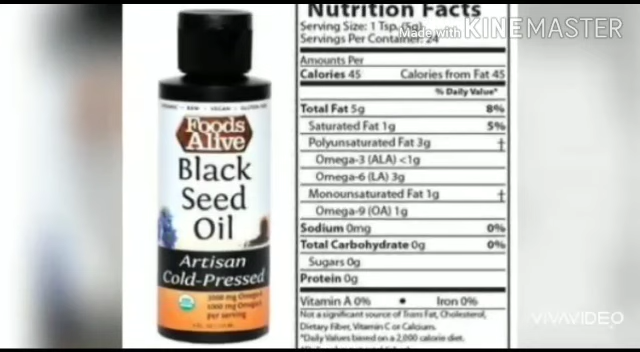 Foods
Alive
Black
Seed
Oil
Artisan
Cold-Pressed
per serving
Nutrition Facts
Serving Size: 1 Tsp. (5g)
Servings Per Container: 24
Made with KINEMASTER
Amounts Per
Calories 45 Calories from Fat 45
% Daily Value*
Total Fat 5g 8%
Saturated Fat 1g 5%
Polyunsaturated Fat 3g †
Omega-3 (ALA) <1g
Omega-6 (LA) 3g
Monounsaturated Fat 1g †
Omega-9 (OA) 1g
Sodium 0mg 0%
Total Carbohydrate 0g 0%
Sugars 0g
Protein 0g
Vitamin A 0% • Iron 0%
Not a significant source of Trans Fat, Cholesterol,
Dietary Fiber, Vitamin C or Calcium.
*Daily Values based on a 2,000 calorie diet.
VIVAVIDEO